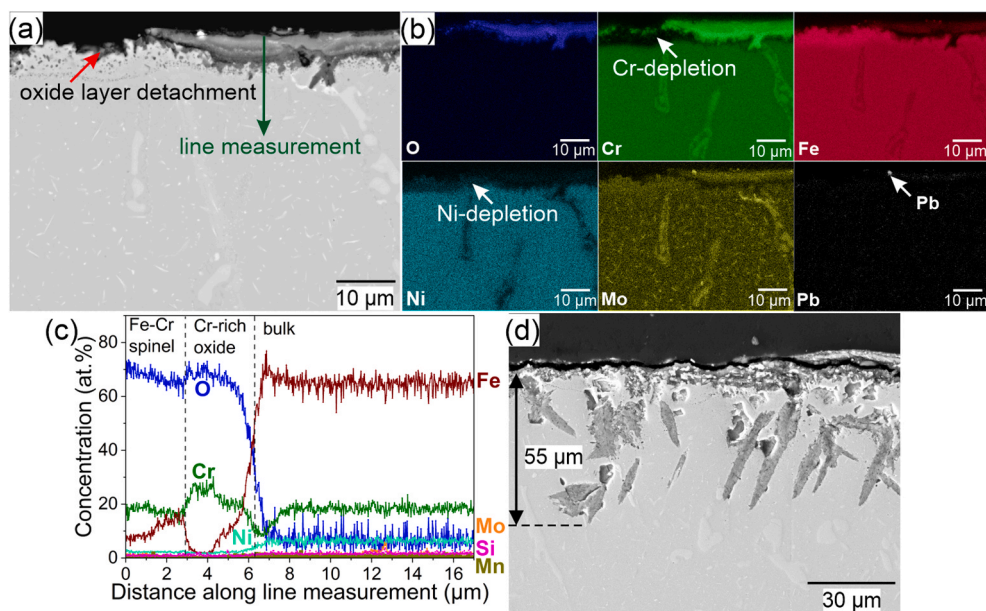 (a)
oxide layer detachment
line measurement
10 µm
(b)
O
10 µm
Cr-depletion
Cr
10 µm
Fe
10 µm
Ni-depletion
Ni
10 µm
Mo
10 µm
Pb
Pb
10 µm
(c)
Fe-Cr
spinel
Cr-rich
oxide
bulk
Concentration (at.%)
80
60
40
20
0
O
Fe
Cr
Ni
Mo
Si
Mn
0 2 4 6 8 10 12 14 16
Distance along line measurement (µm)
(d)
55 µm
30 µm